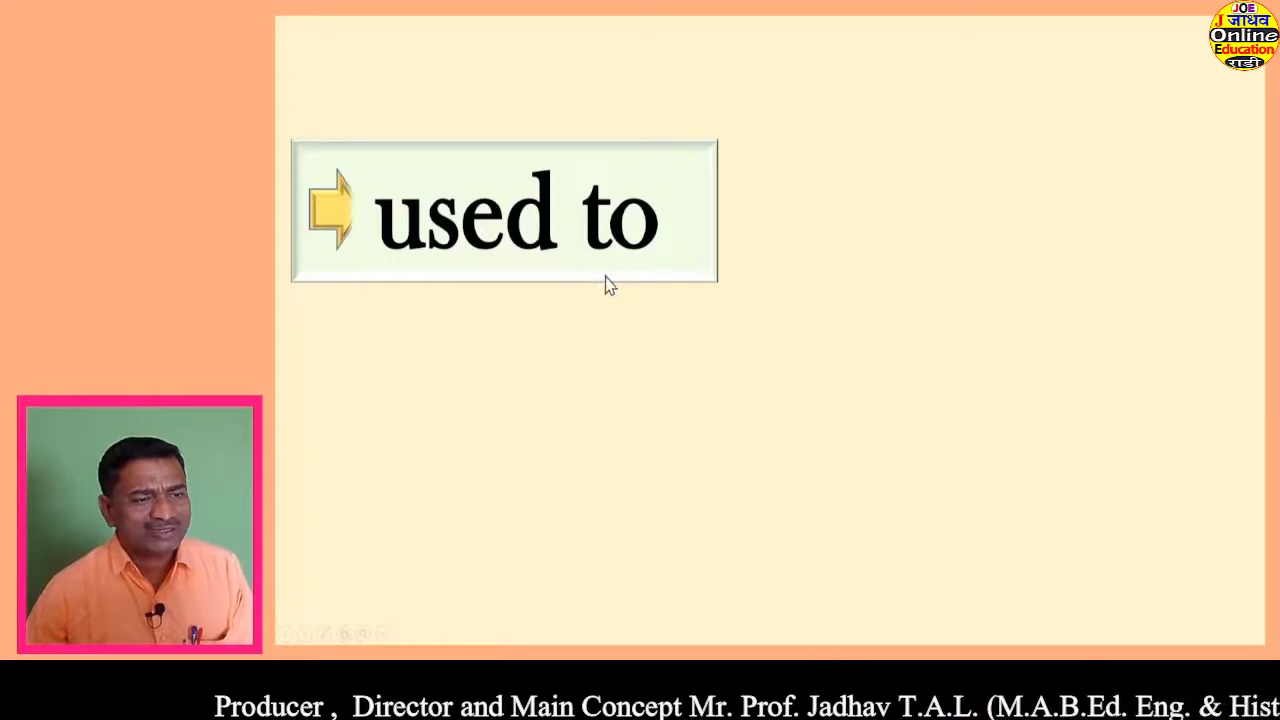 JOE
J जाधव
Online
Education
राडी
used to
Producer , Director and Main Concept Mr. Prof. Jadhav T.A.L. (M.A.B.Ed. Eng. & Hist